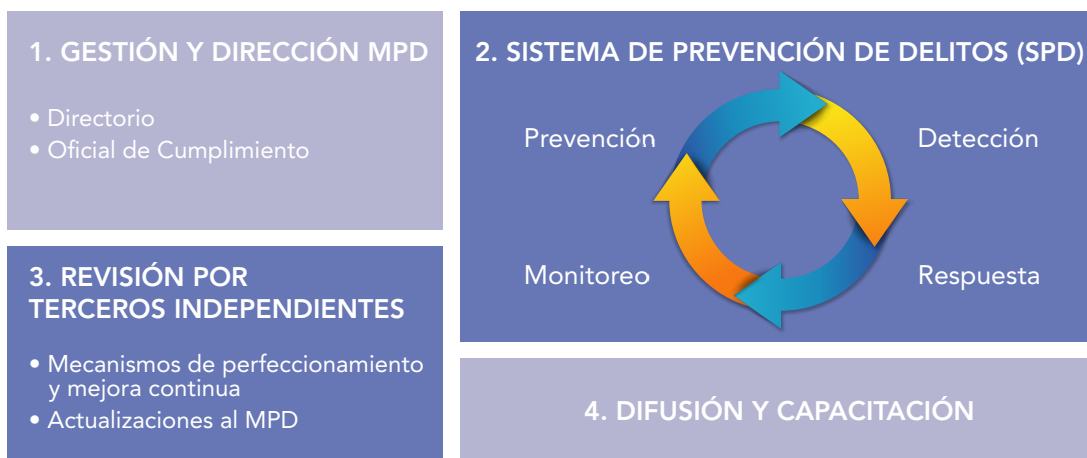 1. GESTIÓN Y DIRECCIÓN MPD
• Directorio
• Oficial de Cumplimiento
2. SISTEMA DE PREVENCIÓN DE DELITOS (SPD)
Prevención
Detección
Monitoreo
Respuesta
3. REVISIÓN POR
TERCEROS INDEPENDIENTES
• Mecanismos de perfeccionamiento
y mejora continua
• Actualizaciones al MPD
4. DIFUSIÓN Y CAPACITACIÓN